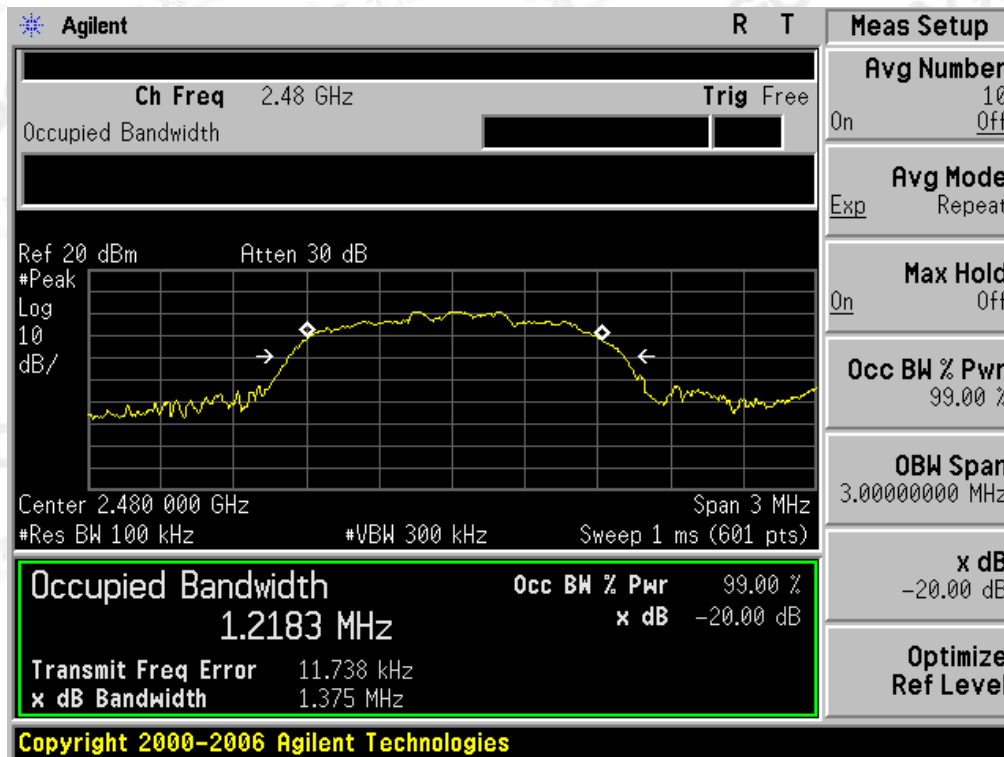 Agilent R T
Meas Setup
Ch Freq 2.48 GHz Trig Free
Occupied Bandwidth
Ref 20 dBm Atten 30 dB
#Peak
Log
10
dB/
Center 2.480 000 GHz Span 3 MHz
#Res BW 100 kHz #VBW 300 kHz Sweep 1 ms (601 pts)
Occupied Bandwidth
1.2183 MHz
Occ BW % Pwr 99.00 %
x dB -20.00 dB
Transmit Freq Error 11.738 kHz
x dB Bandwidth 1.375 MHz
Avg Number
10
On Off
Avg Mode
Exp Repeat
Max Hold
On Off
Occ BW % Pwr
99.00 %
OBW Span
3.00000000 MHz
x dB
-20.00 dB
Optimize
Ref Level
Copyright 2000-2006 Agilent Technologies